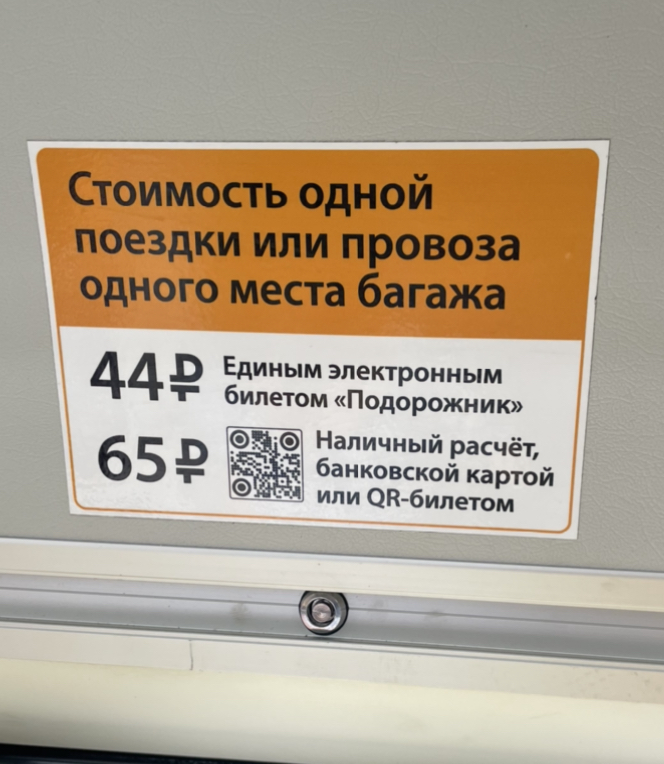 Стоимость одной
поездки или провоза
одного места багажа
44₽
Единым электронным
билетом «Подорожник»
65₽
Наличный расчёт,
банковской картой
или QR-билетом